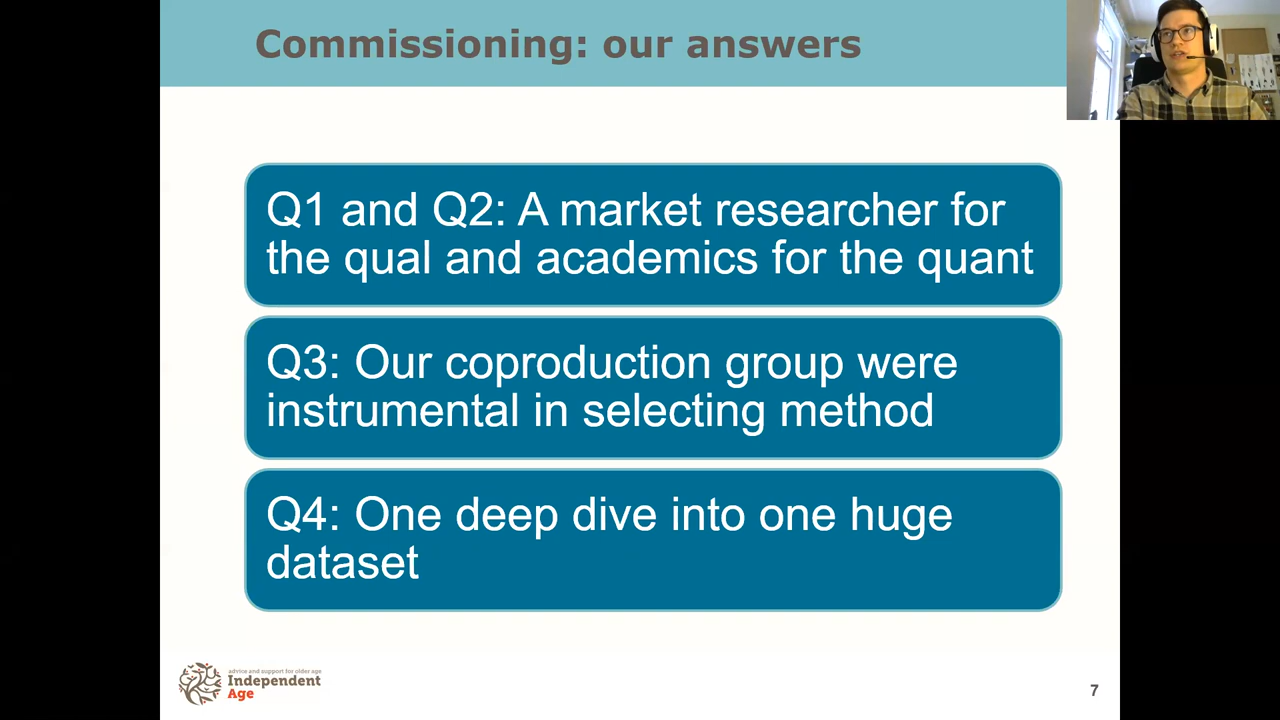 Commissioning: our answers
Q1 and Q2: A market researcher for
the qual and academics for the quant
Q3: Our coproduction group were
instrumental in selecting method
Q4: One deep dive into one huge
dataset
advice and support for older age
Independent
Age
7